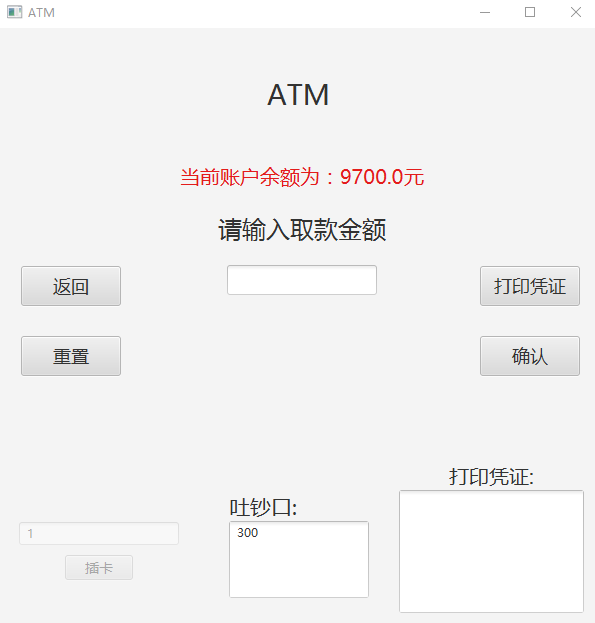 ATM
ATM
当前账户余额为：9700.0元
请输入取款金额
返回
打印凭证
重置
确认
打印凭证:
吐钞口:
300
1
插卡